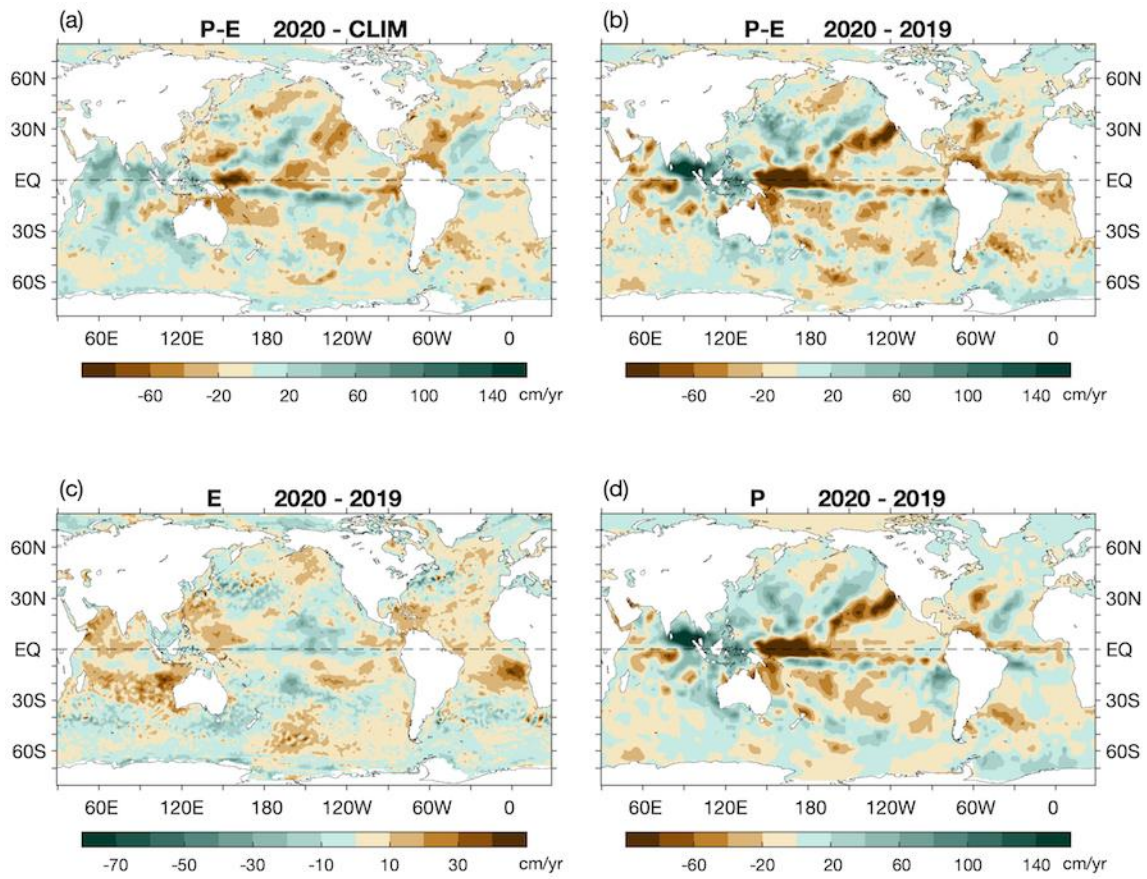 (a) P-E 2020 - CLIM
(b) P-E 2020 - 2019
60N 60N
30N 30N
EQ EQ
30S 30S
60S 60S
60E 120E 180 120W 60W 0
60E 120E 180 120W 60W 0
-60 -20 20 60 100 140 cm/yr
-60 -20 20 60 100 140 cm/yr
(c) E 2020 - 2019
(d) P 2020 - 2019
60N 60N
30N 30N
EQ EQ
30S 30S
60S 60S
60E 120E 180 120W 60W 0
60E 120E 180 120W 60W 0
-70 -50 -30 -10 10 30 cm/yr
-60 -20 20 60 100 140 cm/yr